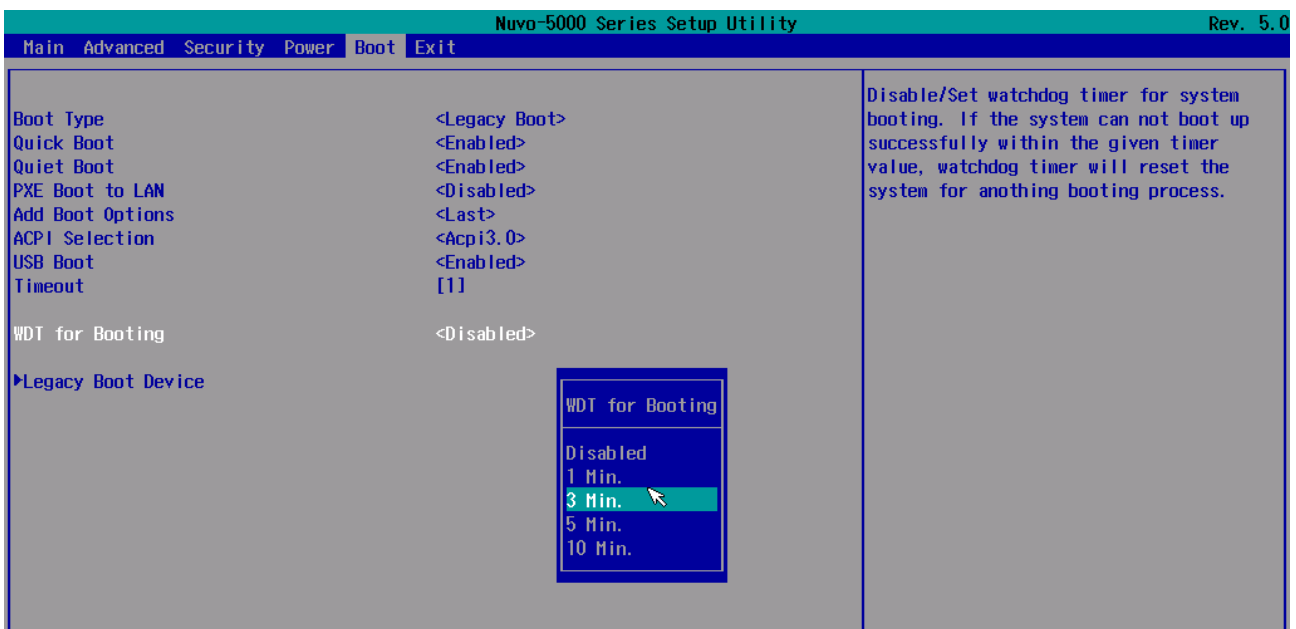 Nuvo-5000 Series Setup Utility Rev. 5.0
Main Advanced Security Power Boot Exit
Boot Type <Legacy Boot>
Quick Boot <Enabled>
Quiet Boot <Enabled>
PXE Boot to LAN <Disabled>
Add Boot Options <Last>
ACPI Selection <Acpi3.0>
USB Boot <Enabled>
Timeout [1]
WDT for Booting <Disabled>
▶Legacy Boot Device
WDT for Booting
Disabled
1 Min.
3 Min.
5 Min.
10 Min.
Disable/Set watchdog timer for system
booting. If the system can not boot up
successfully within the given timer
value, watchdog timer will reset the
system for anothing booting process.